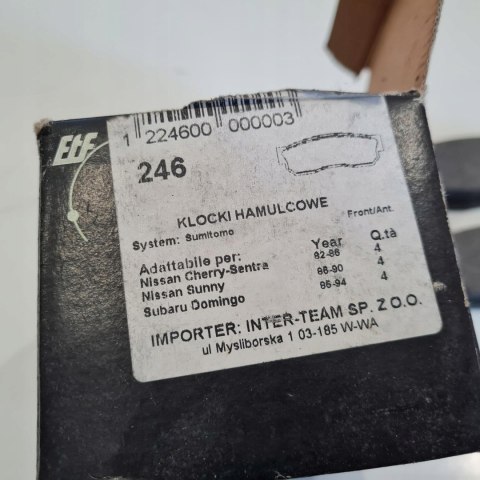 EtF
1 224600 000003
246
KLOCKI HAMULCOWE
System: Sumitomo
Front/Ant.
Adattabile per: Year Q.tà
Nissan Cherry-Sentra 82-86 4
Nissan Sunny 86-90 4
Subaru Domingo 86-94 4
IMPORTER: INTER-TEAM SP. Z O.O.
ul Mysliborska 1 03-185 W-WA